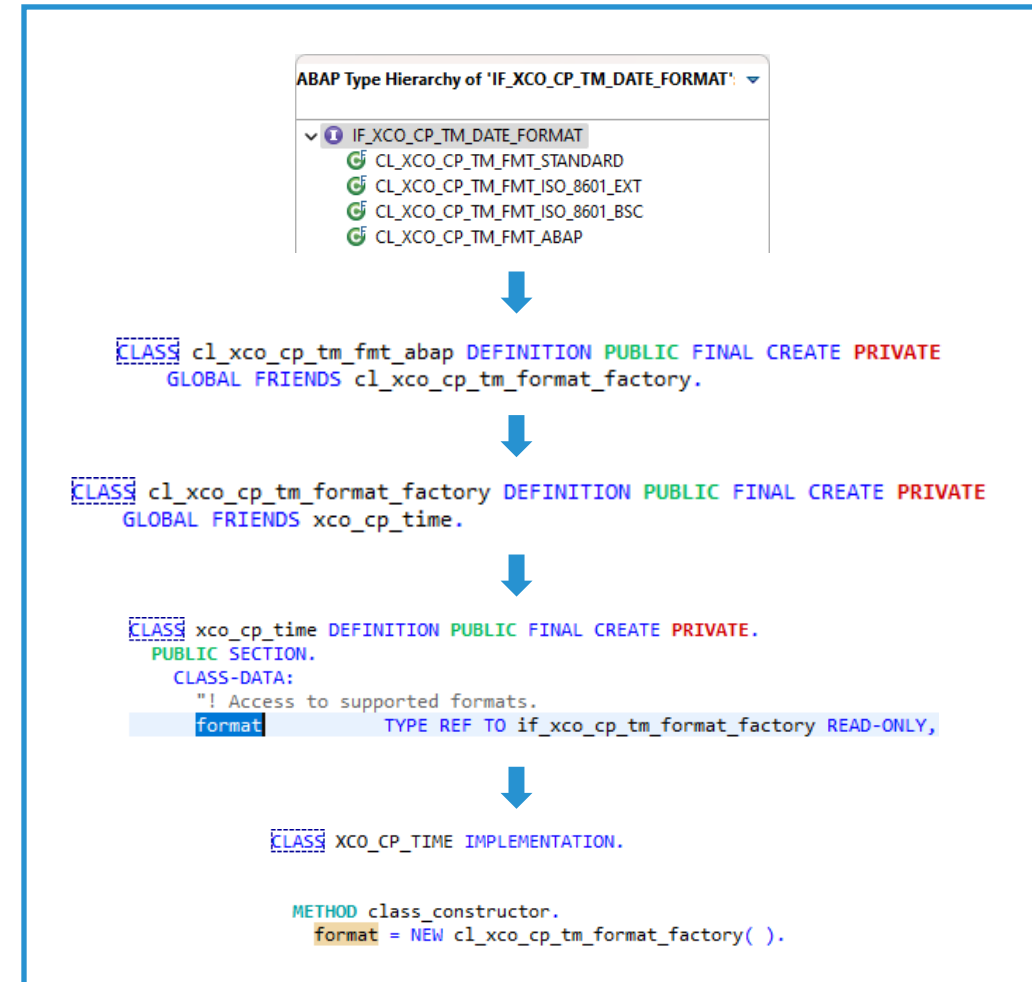 ABAP Type Hierarchy of 'IF_XCO_CP_TM_DATE_FORMAT':
IF_XCO_CP_TM_DATE_FORMAT
CL_XCO_CP_TM_FMT_STANDARD
CL_XCO_CP_TM_FMT_ISO_8601_EXT
CL_XCO_CP_TM_FMT_ISO_8601_BSC
CL_XCO_CP_TM_FMT_ABAP
CLASS cl_xco_cp_tm_fmt_abap DEFINITION PUBLIC FINAL CREATE PRIVATE
GLOBAL FRIENDS cl_xco_cp_tm_format_factory.
CLASS cl_xco_cp_tm_format_factory DEFINITION PUBLIC FINAL CREATE PRIVATE
GLOBAL FRIENDS xco_cp_time.
CLASS xco_cp_time DEFINITION PUBLIC FINAL CREATE PRIVATE.
PUBLIC SECTION.
CLASS-DATA:
"! Access to supported formats.
format TYPE REF TO if_xco_cp_tm_format_factory READ-ONLY,
CLASS XCO_CP_TIME IMPLEMENTATION.
METHOD class_constructor.
format = NEW cl_xco_cp_tm_format_factory( ).